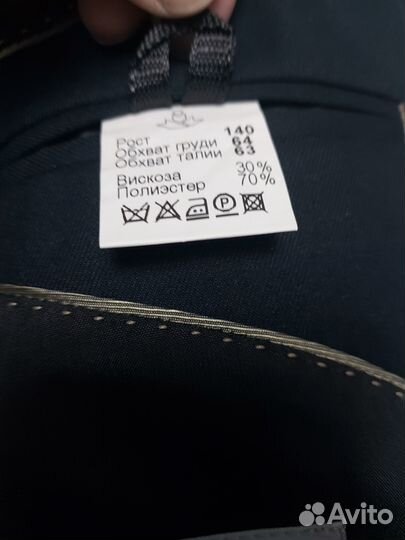 Рост 140
Обхват груди 64
Обхват талии 63
Вискоза 30%
Полиэстер 70%
P
Avito